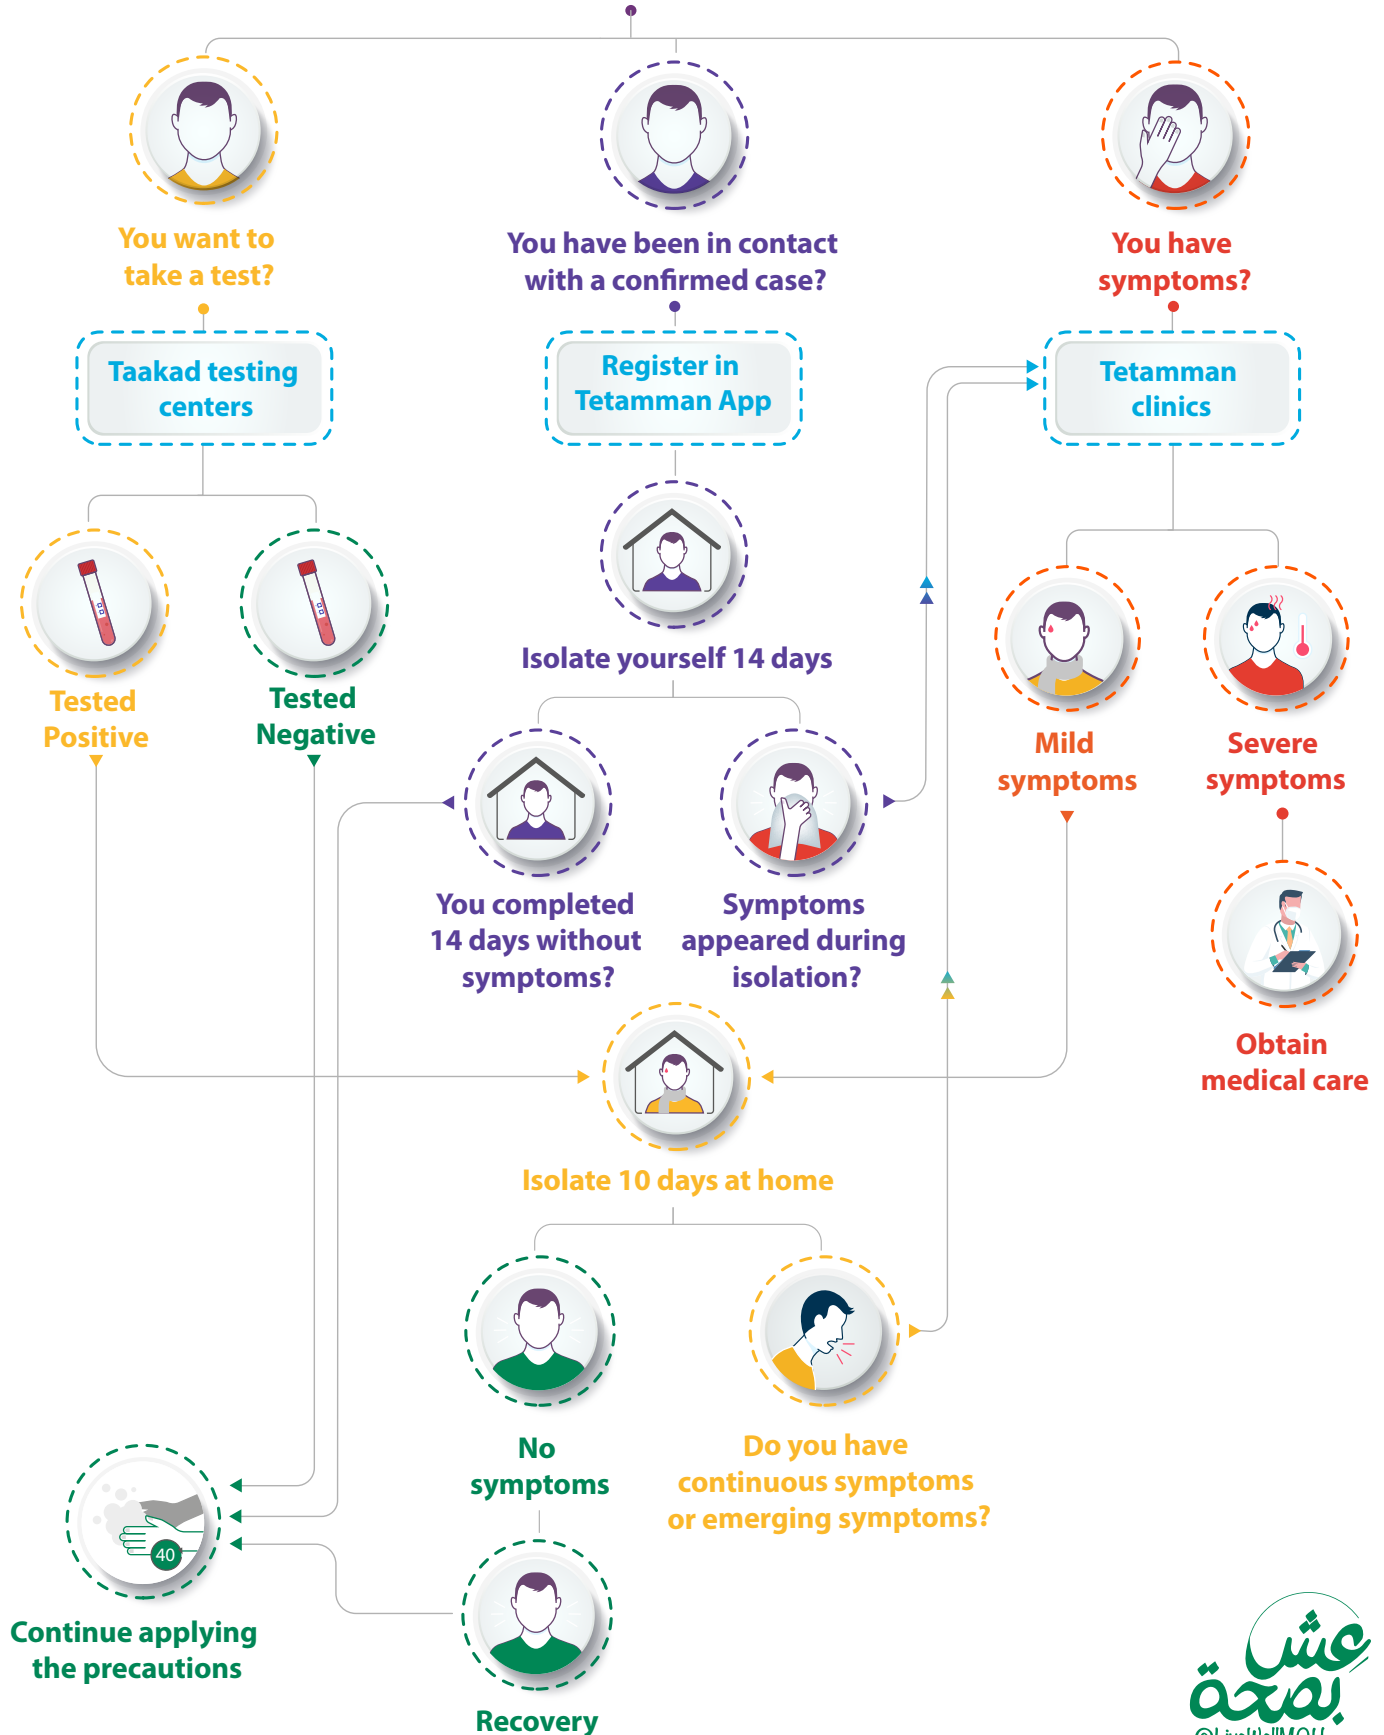 You want to
take a test?
You have been in contact
with a confirmed case?
You have
symptoms?
Taakad testing
centers
Register in
Tetamman App
Tetamman
clinics
Tested
Positive
Tested
Negative
Isolate yourself 14 days
Mild
symptoms
Severe
symptoms
You completed
14 days without
symptoms?
Symptoms
appeared during
isolation?
Obtain
medical care
Isolate 10 days at home
No
symptoms
Do you have
continuous symptoms
or emerging symptoms?
40
Continue applying
the precautions
Recovery
عش
بصحة
@LiveWellMOH